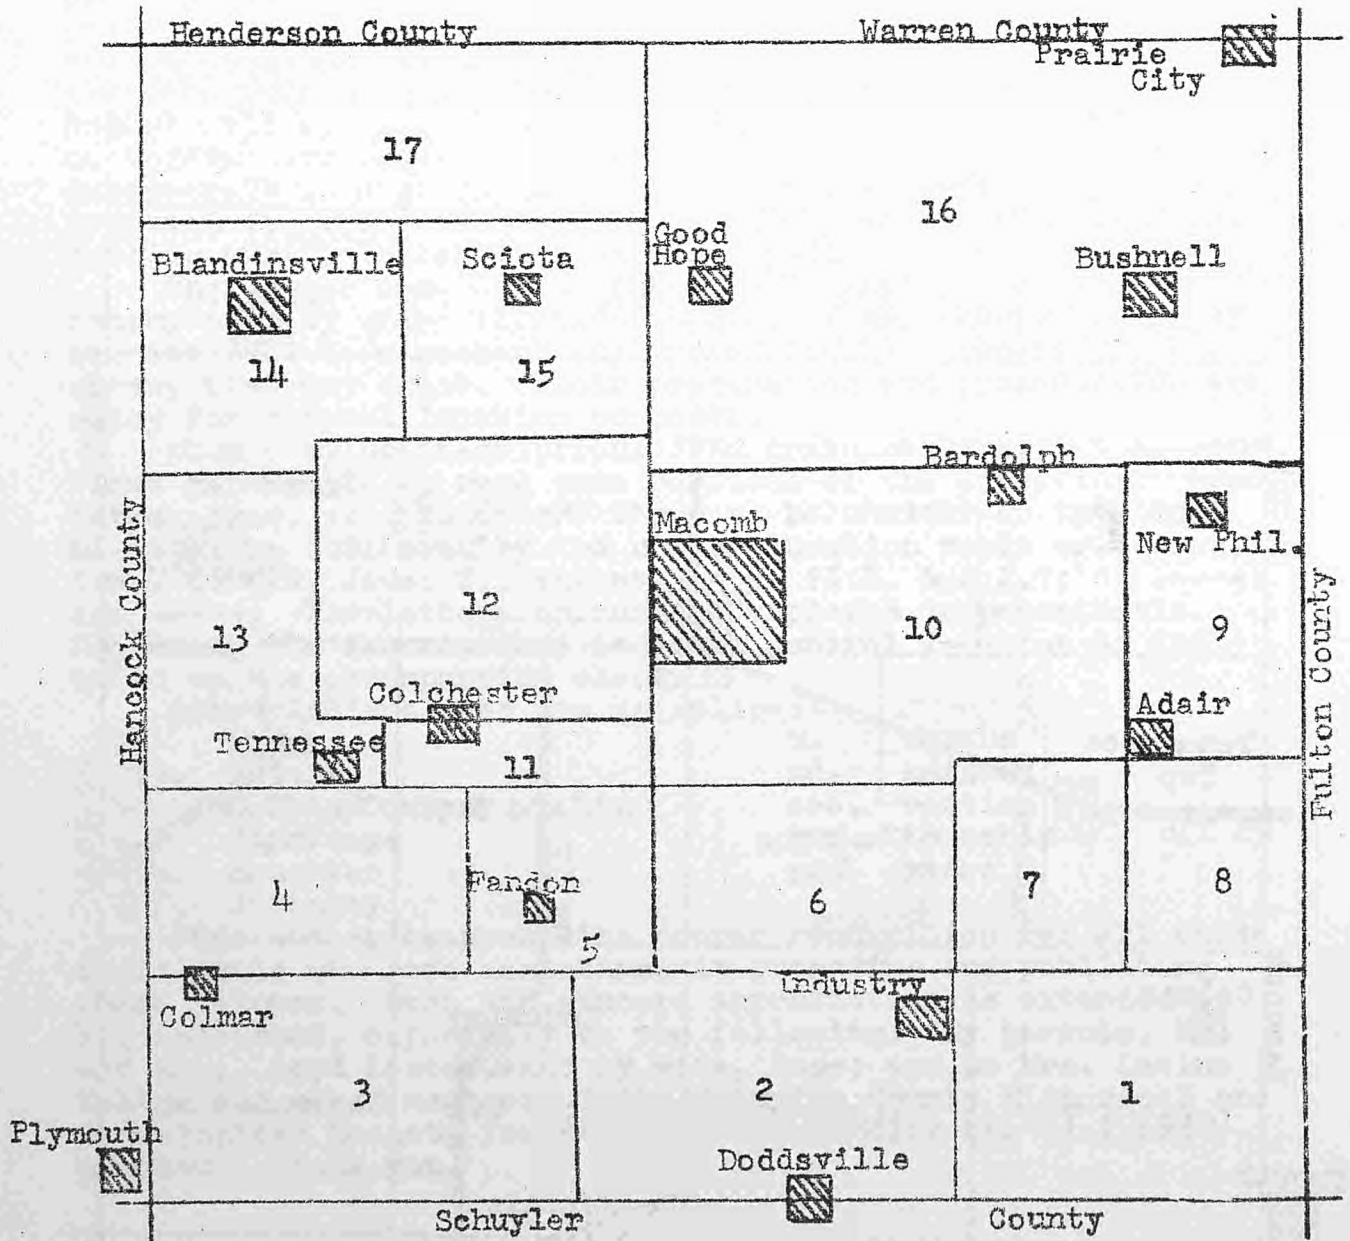 Henderson County
Warren County
Prairie
City
17
16
Good
Hope
Blandinsville
Sciota
Bushnell
14
15
Bardolph
Macomb
New Phil.
Hancock County
12
13
10
9
Fulton County
Colchester
Adair
Tennessee
11
4
Fandon
5
6
7
8
Industry
Colmar
3
2
1
Plymouth
Doddsville
Schuyler
County